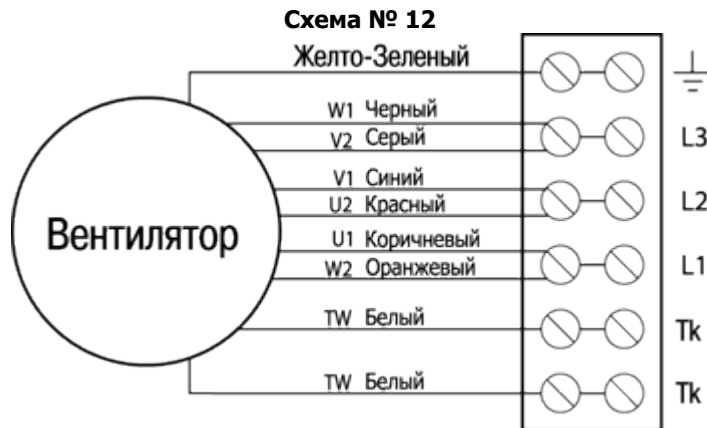 Схема № 12
Желто-Зеленый
W1 Черный
V2 Серый L3
V1 Синий
U2 Красный L2
U1 Коричневый
W2 Оранжевый L1
Вентилятор
TW Белый Tk
TW Белый Tk